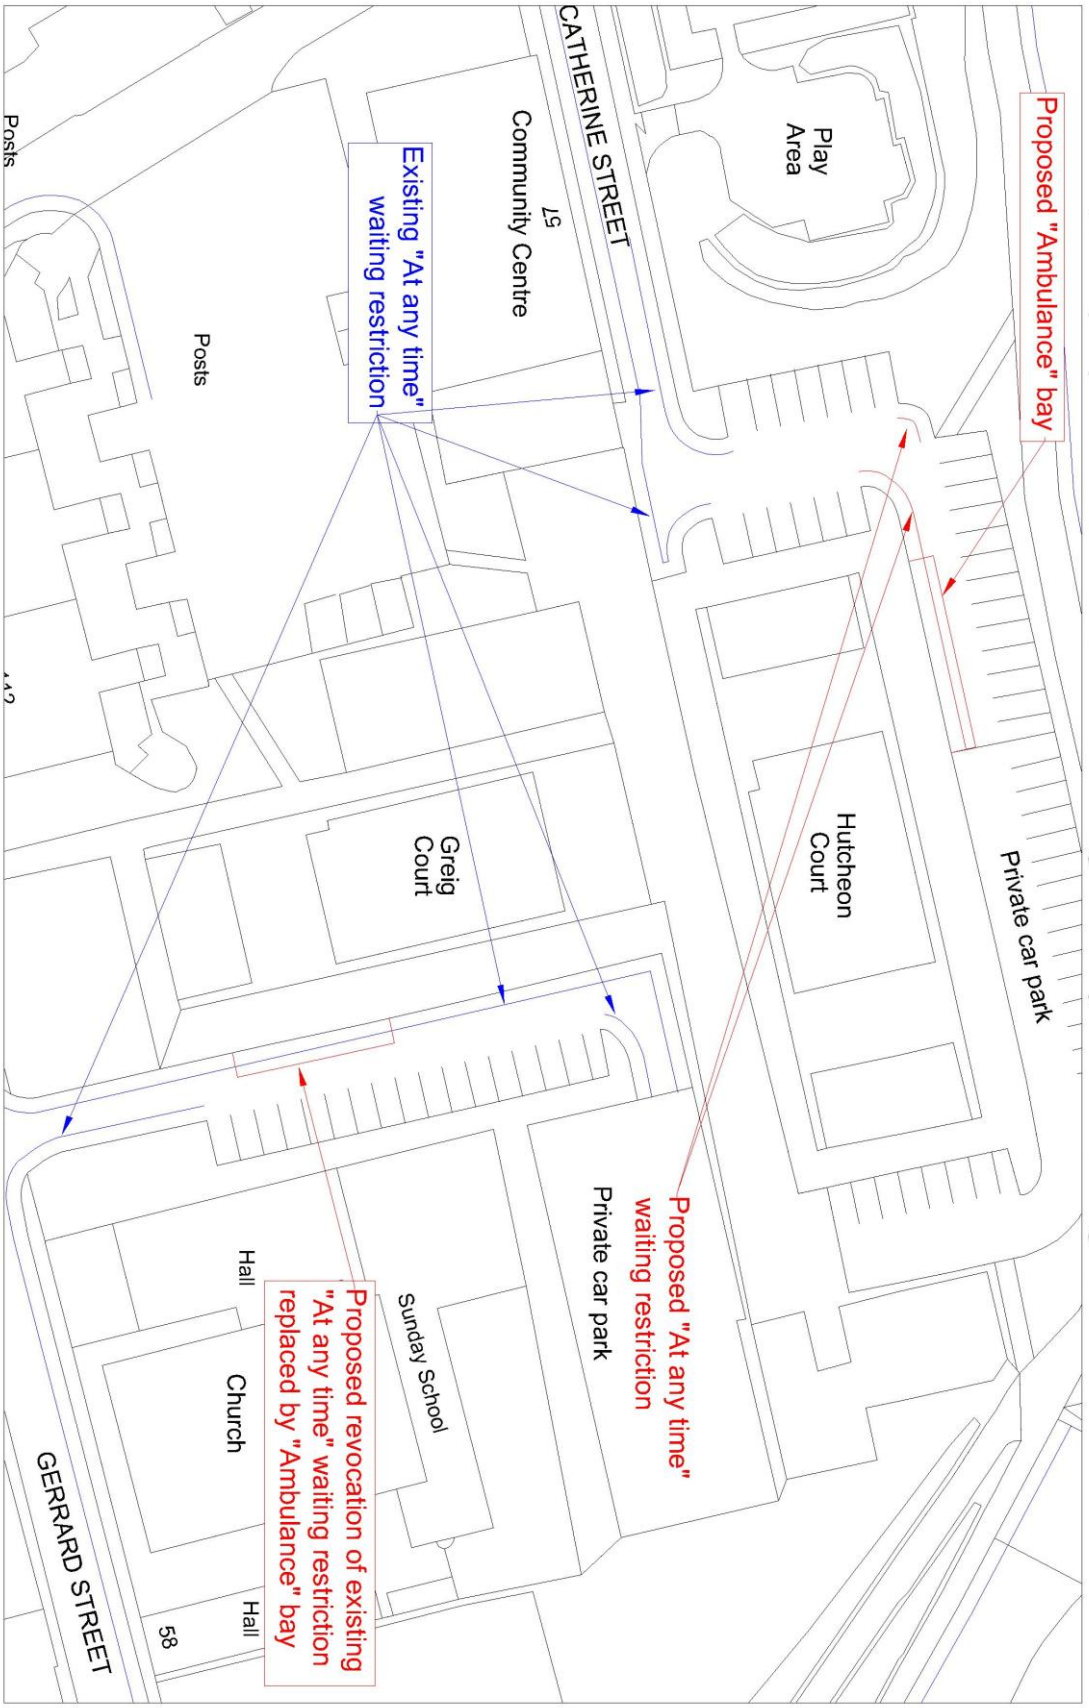 Proposed "Ambulance" bay
Private car park
Play
Area
Hutcheon
Court
Proposed "At any time"
waiting restriction
Private car park
CATHERINE STREET
57
Community Centre
Existing "At any time"
waiting restriction
Greig
Court
Sunday School
Proposed revocation of existing
"At any time" waiting restriction
replaced by "Ambulance" bay
Hall
Church
Hall
58
Posts
GERRARD STREET
Posts